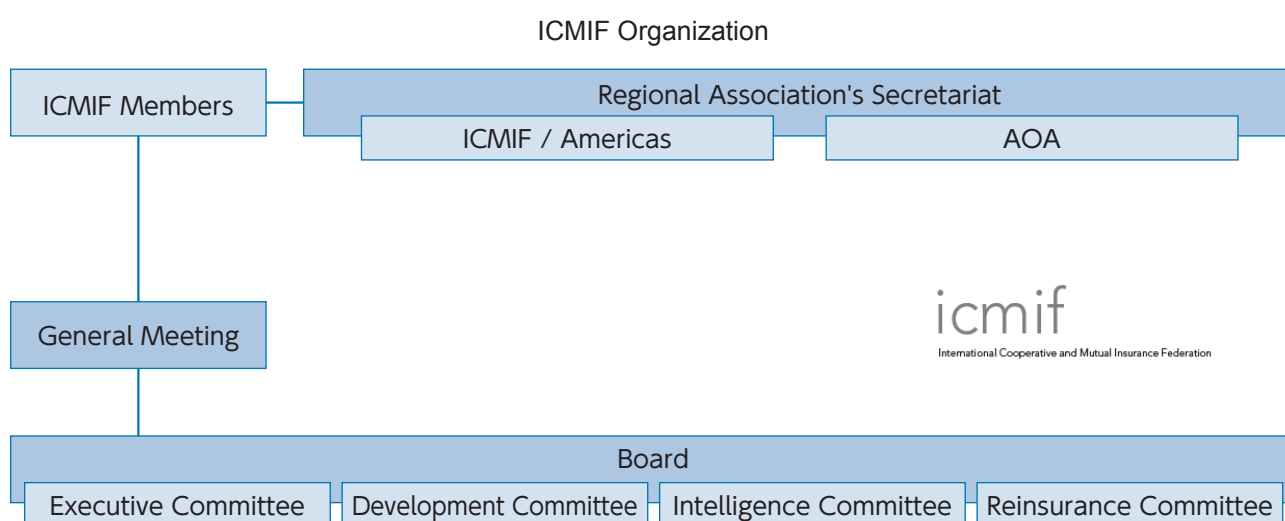 ICMIF Organization
ICMIF Members
Regional Association's Secretariat
ICMIF / Americas
AOA
General Meeting
icmif
International Cooperative and Mutual Insurance Federation
Board
Executive Committee
Development Committee
Intelligence Committee
Reinsurance Committee